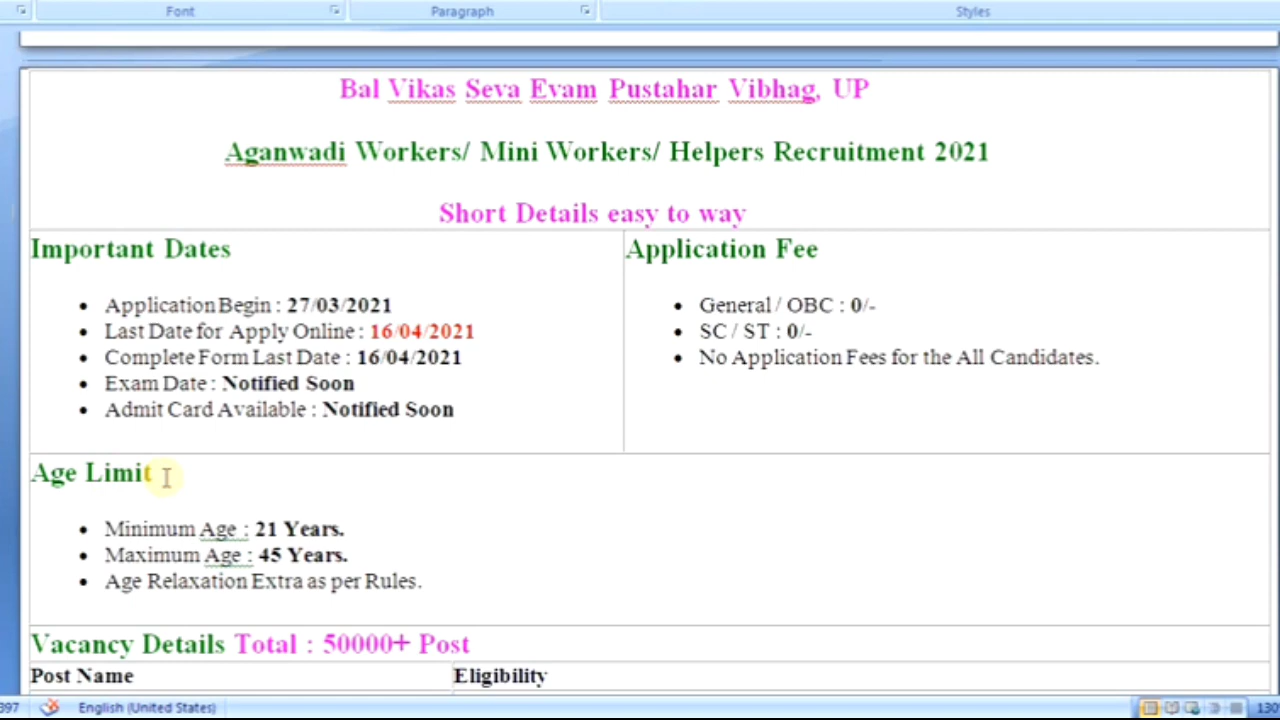 Font Paragraph Styles
Bal Vikas Seva Evam Pustahar Vibhag, UP
Aganwadi Workers/ Mini Workers/ Helpers Recruitment 2021
Short Details easy to way
Important Dates
• Application Begin : 27/03/2021
• Last Date for Apply Online : 16/04/2021
• Complete Form Last Date : 16/04/2021
• Exam Date : Notified Soon
• Admit Card Available : Notified Soon
Application Fee
• General / OBC : 0/-
• SC / ST : 0/-
• No Application Fees for the All Candidates.
Age Limit
• Minimum Age : 21 Years.
• Maximum Age : 45 Years.
• Age Relaxation Extra as per Rules.
Vacancy Details Total : 50000+ Post
Post Name Eligibility
397 English (United States) 130